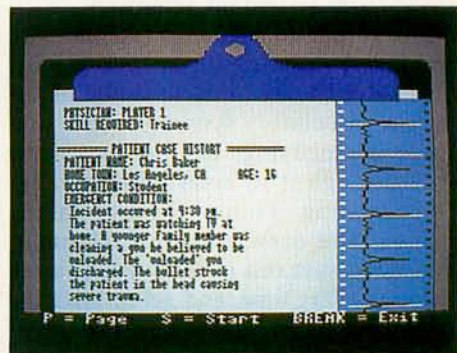 PHYSICIAN: PLAYER 1
SKILL REQUIRED: Trainee
PATIENT CASE HISTORY
PATIENT NAME: Chris Baker
HOME TOWN: Los Angeles, CA AGE: 16
OCCUPATION: Student
EMERGENCY CONDITION:
Incident occured at 9:30 pm.
The patient was watching TV at
home. A younger family member was
cleaning a gun he believed to be
unloaded. The "unloaded" gun
discharged. The bullet struck
the patient in the head causing
severe trauma.
P = Page S = Start BREAK = Exit